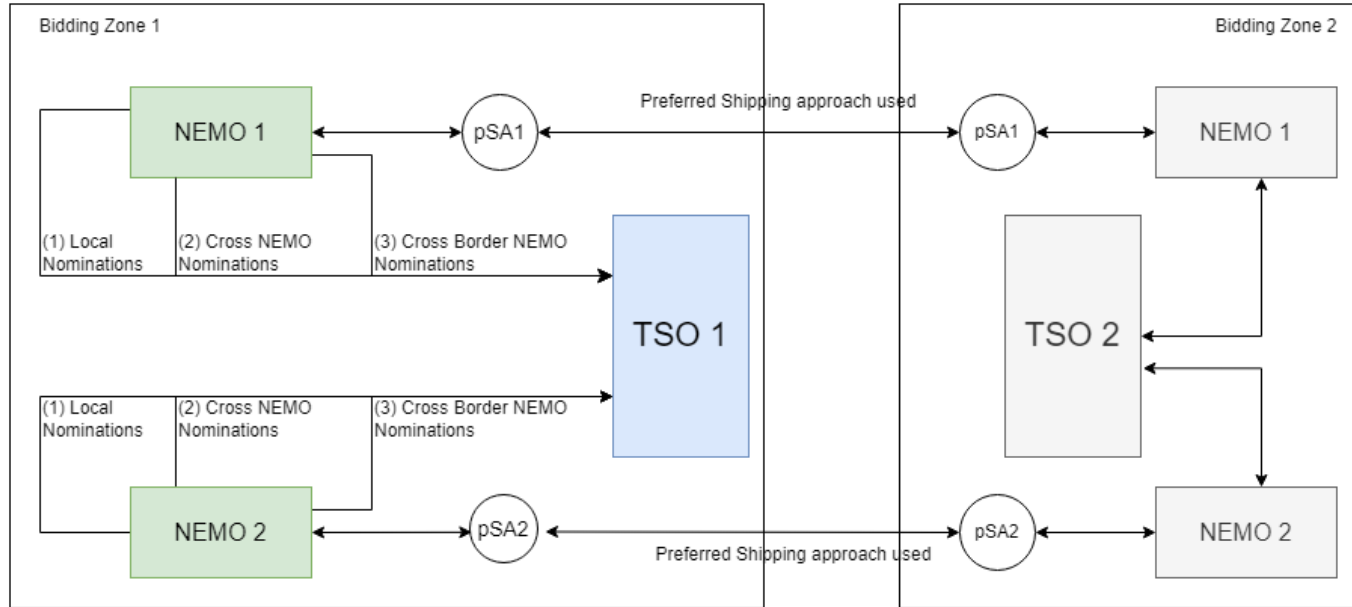 Bidding Zone 1
Bidding Zone 2
Preferred Shipping approach used
NEMO 1
pSA1
pSA1
NEMO 1
(1) Local
Nominations
(2) Cross NEMO
Nominations
(3) Cross Border NEMO
Nominations
TSO 1
TSO 2
(1) Local
Nominations
(2) Cross NEMO
Nominations
(3) Cross Border NEMO
Nominations
NEMO 2
pSA2
pSA2
NEMO 2
Preferred Shipping approach used